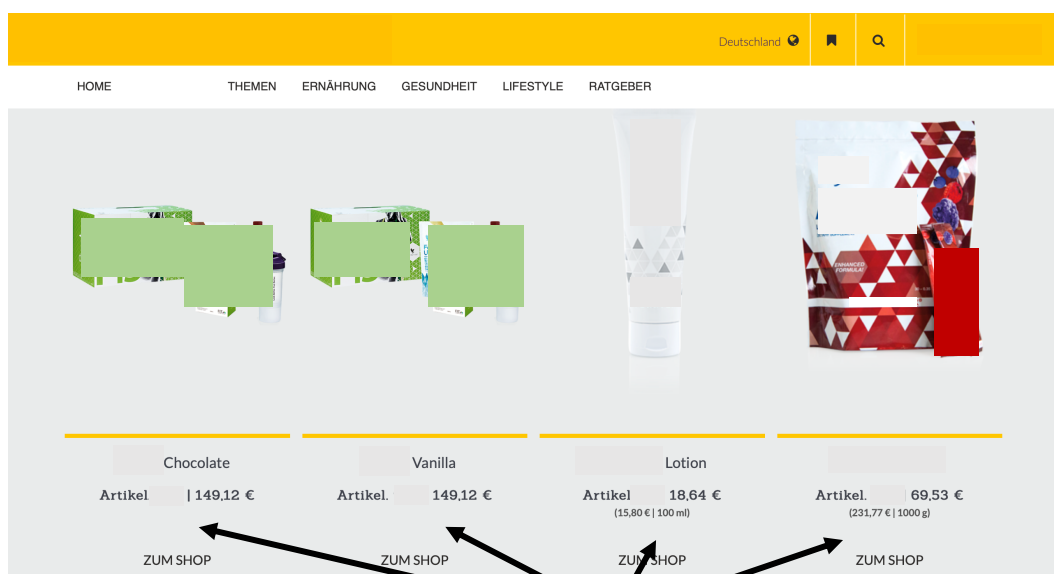 Deutschland
HOME THEMEN ERNÄHRUNG GESUNDHEIT LIFESTYLE RATGEBER
ENHANCED
FORMULA!
Chocolate Vanilla Lotion
Artikel | 149,12 € Artikel. 149,12 € Artikel 18,64 € Artikel. 69,53 €
(15,80 € | 100 ml) (231,77 € | 1000 g)
ZUM SHOP ZUM SHOP ZUM SHOP ZUM SHOP